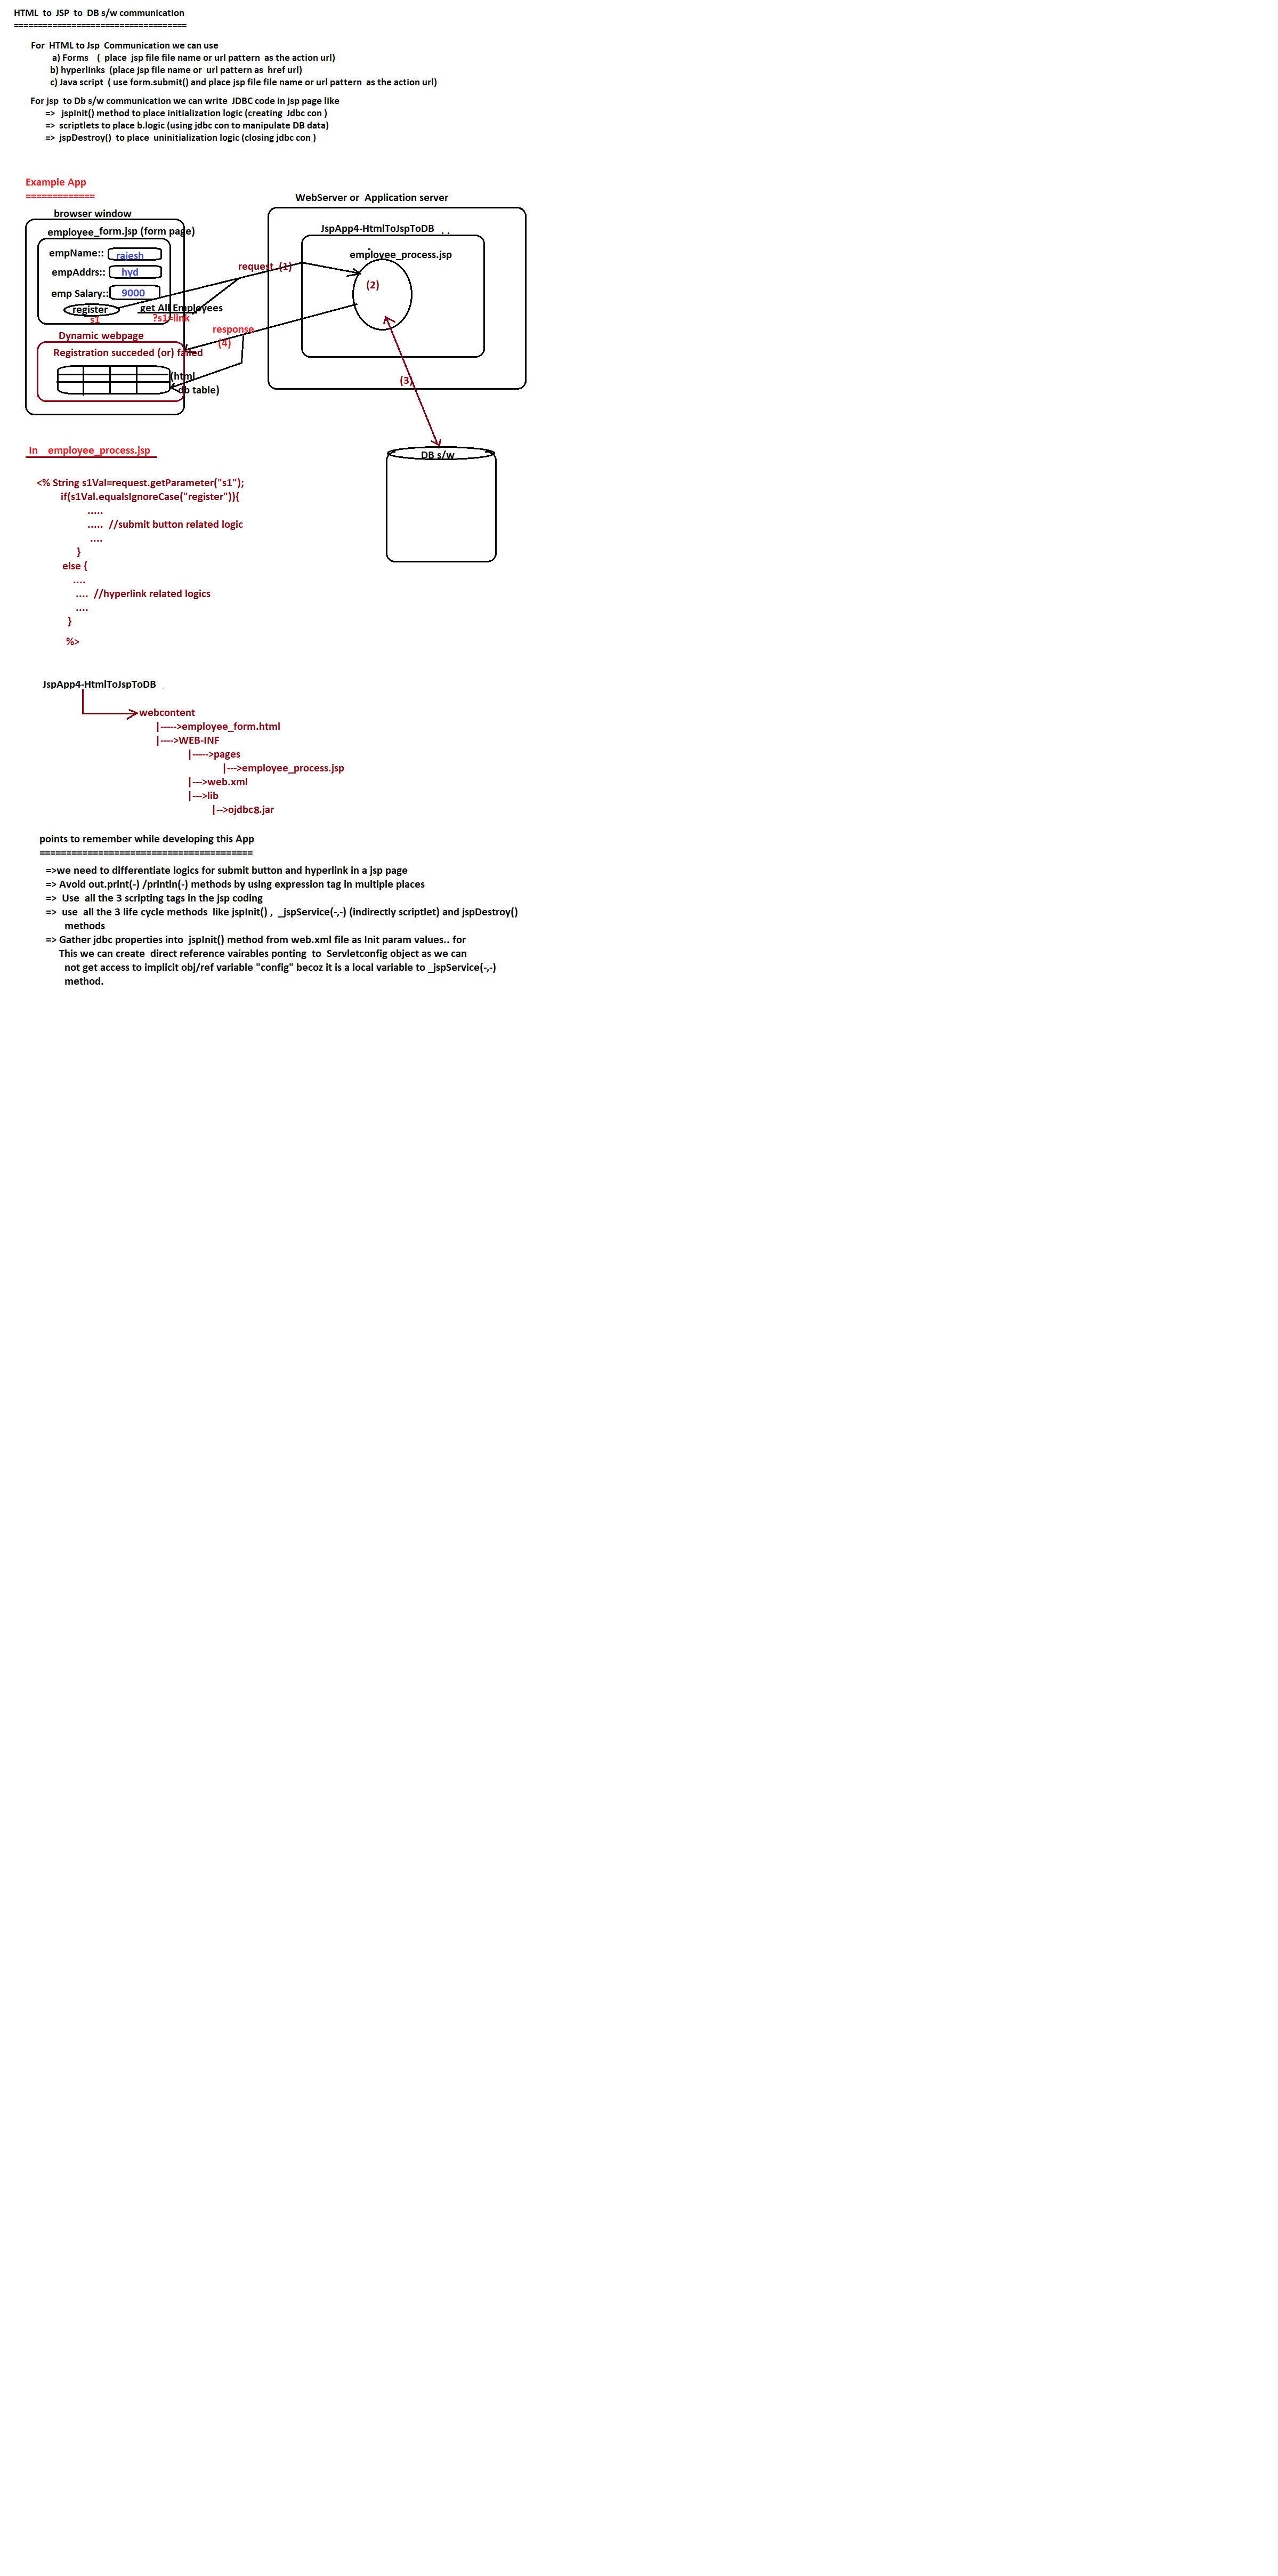 HTML to JSP to DB s/w communication
====================================
For HTML to Jsp Communication we can use
a) Forms ( place jsp file file name or url pattern as the action url)
b) hyperlinks (place jsp file name or url pattern as href url)
c) Java script ( use form.submit() and place jsp file file name or url pattern as the action url)
For jsp to Db s/w communication we can write JDBC code in jsp page like
=> jspInit() method to place initialization logic (creating Jdbc con )
=> scriptlets to place b.logic (using jdbc con to manipulate DB data)
=> jspDestroy() to place uninitialization logic (closing jdbc con )
Example App
=============
WebServer or Application server
browser window
employee_form.jsp (form page)
JspApp4-HtmlToJspToDB . .
empName:: rajesh
employee_process.jsp
request (1)
empAddrs:: hyd
(2)
emp Salary:: 9000
register
get All Employees
s1
?s1=link
response
(4)
Dynamic webpage
Registration succeded (or) failed
(html
db table)
(3)
In employee_process.jsp
DB s/w
<% String s1Val=request.getParameter("s1");
if(s1Val.equalsIgnoreCase("register")){
.....
..... //submit button related logic
....
}
else {
....
.... //hyperlink related logics
....
}
%>
JspApp4-HtmlToJspToDB
webcontent
|----->employee_form.html
|---->WEB-INF
|----->pages
|--->employee_process.jsp
|--->web.xml
|--->lib
|-->ojdbc8.jar
points to remember while developing this App
========================================
=>we need to differentiate logics for submit button and hyperlink in a jsp page
=> Avoid out.print(-) /println(-) methods by using expression tag in multiple places
=> Use all the 3 scripting tags in the jsp coding
=> use all the 3 life cycle methods like jspInit() , _jspService(-,-) (indirectly scriptlet) and jspDestroy()
methods
=> Gather jdbc properties into jspInit() method from web.xml file as Init param values.. for
This we can create direct reference vairables ponting to Servletconfig object as we can
not get access to implicit obj/ref variable "config" becoz it is a local variable to _jspService(-,-)
method.